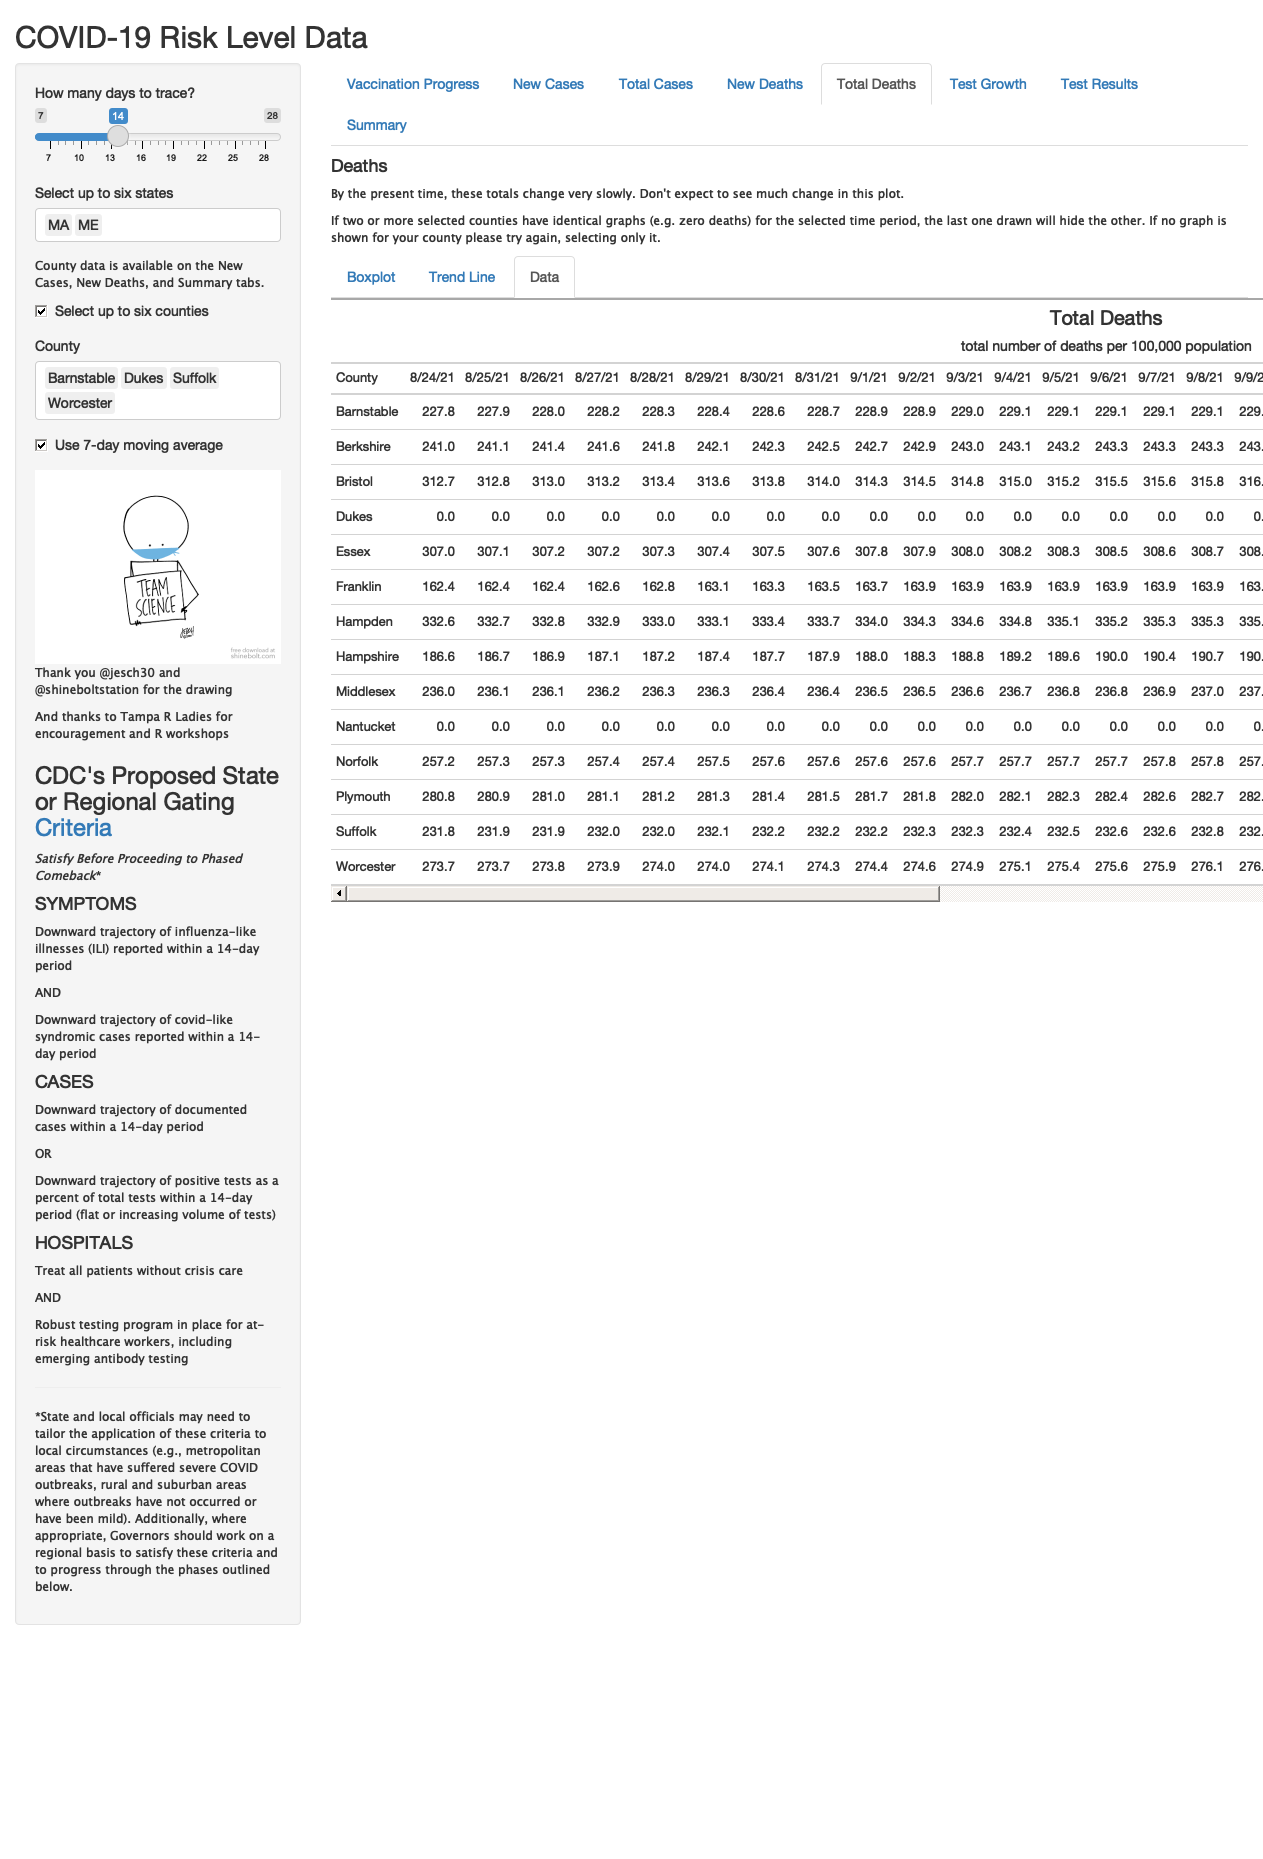 COVID-19 Risk Level Data
How many days to trace?
7 14 28
7 10 13 16 19 22 25 28
Select up to six states
MA ME
County data is available on the New
Cases, New Deaths, and Summary tabs.
Select up to six counties
County
Barnstable Dukes Suffolk
Worcester
Use 7-day moving average
TEAM
SCIENCE
free download at
shinebolt.com
Thank you @jesch30 and
@shineboltstation for the drawing
And thanks to Tampa R Ladies for
encouragement and R workshops
CDC's Proposed State
or Regional Gating
Criteria
Satisfy Before Proceeding to Phased
Comeback*
SYMPTOMS
Downward trajectory of influenza-like
illnesses (ILI) reported within a 14-day
period
AND
Downward trajectory of covid-like
syndromic cases reported within a 14-
day period
CASES
Downward trajectory of documented
cases within a 14-day period
OR
Downward trajectory of positive tests as a
percent of total tests within a 14-day
period (flat or increasing volume of tests)
HOSPITALS
Treat all patients without crisis care
AND
Robust testing program in place for at-
risk healthcare workers, including
emerging antibody testing
*State and local officials may need to
tailor the application of these criteria to
local circumstances (e.g., metropolitan
areas that have suffered severe COVID
outbreaks, rural and suburban areas
where outbreaks have not occurred or
have been mild). Additionally, where
appropriate, Governors should work on a
regional basis to satisfy these criteria and
to progress through the phases outlined
below.
Vaccination Progress New Cases Total Cases New Deaths Total Deaths Test Growth Test Results
Summary
Deaths
By the present time, these totals change very slowly. Don't expect to see much change in this plot.
If two or more selected counties have identical graphs (e.g. zero deaths) for the selected time period, the last one drawn will hide the other. If no graph is
shown for your county please try again, selecting only it.
Boxplot Trend Line Data
Total Deaths
total number of deaths per 100,000 population
County 8/24/21 8/25/21 8/26/21 8/27/21 8/28/21 8/29/21 8/30/21 8/31/21 9/1/21 9/2/21 9/3/21 9/4/21 9/5/21 9/6/21 9/7/21 9/8/21 9/9/2
Barnstable 227.8 227.9 228.0 228.2 228.3 228.4 228.6 228.7 228.9 228.9 229.0 229.1 229.1 229.1 229.1 229.1 229.
Berkshire 241.0 241.1 241.4 241.6 241.8 242.1 242.3 242.5 242.7 242.9 243.0 243.1 243.2 243.3 243.3 243.3 243.
Bristol 312.7 312.8 313.0 313.2 313.4 313.6 313.8 314.0 314.3 314.5 314.8 315.0 315.2 315.5 315.6 315.8 316.
Dukes 0.0 0.0 0.0 0.0 0.0 0.0 0.0 0.0 0.0 0.0 0.0 0.0 0.0 0.0 0.0 0.0 0.
Essex 307.0 307.1 307.2 307.2 307.3 307.4 307.5 307.6 307.8 307.9 308.0 308.2 308.3 308.5 308.6 308.7 308.
Franklin 162.4 162.4 162.4 162.6 162.8 163.1 163.3 163.5 163.7 163.9 163.9 163.9 163.9 163.9 163.9 163.9 163.
Hampden 332.6 332.7 332.8 332.9 333.0 333.1 333.4 333.7 334.0 334.3 334.6 334.8 335.1 335.2 335.3 335.3 335.
Hampshire 186.6 186.7 186.9 187.1 187.2 187.4 187.7 187.9 188.0 188.3 188.8 189.2 189.6 190.0 190.4 190.7 190.
Middlesex 236.0 236.1 236.1 236.2 236.3 236.3 236.4 236.4 236.5 236.5 236.6 236.7 236.8 236.8 236.9 237.0 237.
Nantucket 0.0 0.0 0.0 0.0 0.0 0.0 0.0 0.0 0.0 0.0 0.0 0.0 0.0 0.0 0.0 0.0 0.
Norfolk 257.2 257.3 257.3 257.4 257.4 257.5 257.6 257.6 257.6 257.6 257.7 257.7 257.7 257.7 257.8 257.8 257.
Plymouth 280.8 280.9 281.0 281.1 281.2 281.3 281.4 281.5 281.7 281.8 282.0 282.1 282.3 282.4 282.6 282.7 282.
Suffolk 231.8 231.9 231.9 232.0 232.0 232.1 232.2 232.2 232.2 232.3 232.3 232.4 232.5 232.6 232.6 232.8 232.
Worcester 273.7 273.7 273.8 273.9 274.0 274.0 274.1 274.3 274.4 274.6 274.9 275.1 275.4 275.6 275.9 276.1 276.